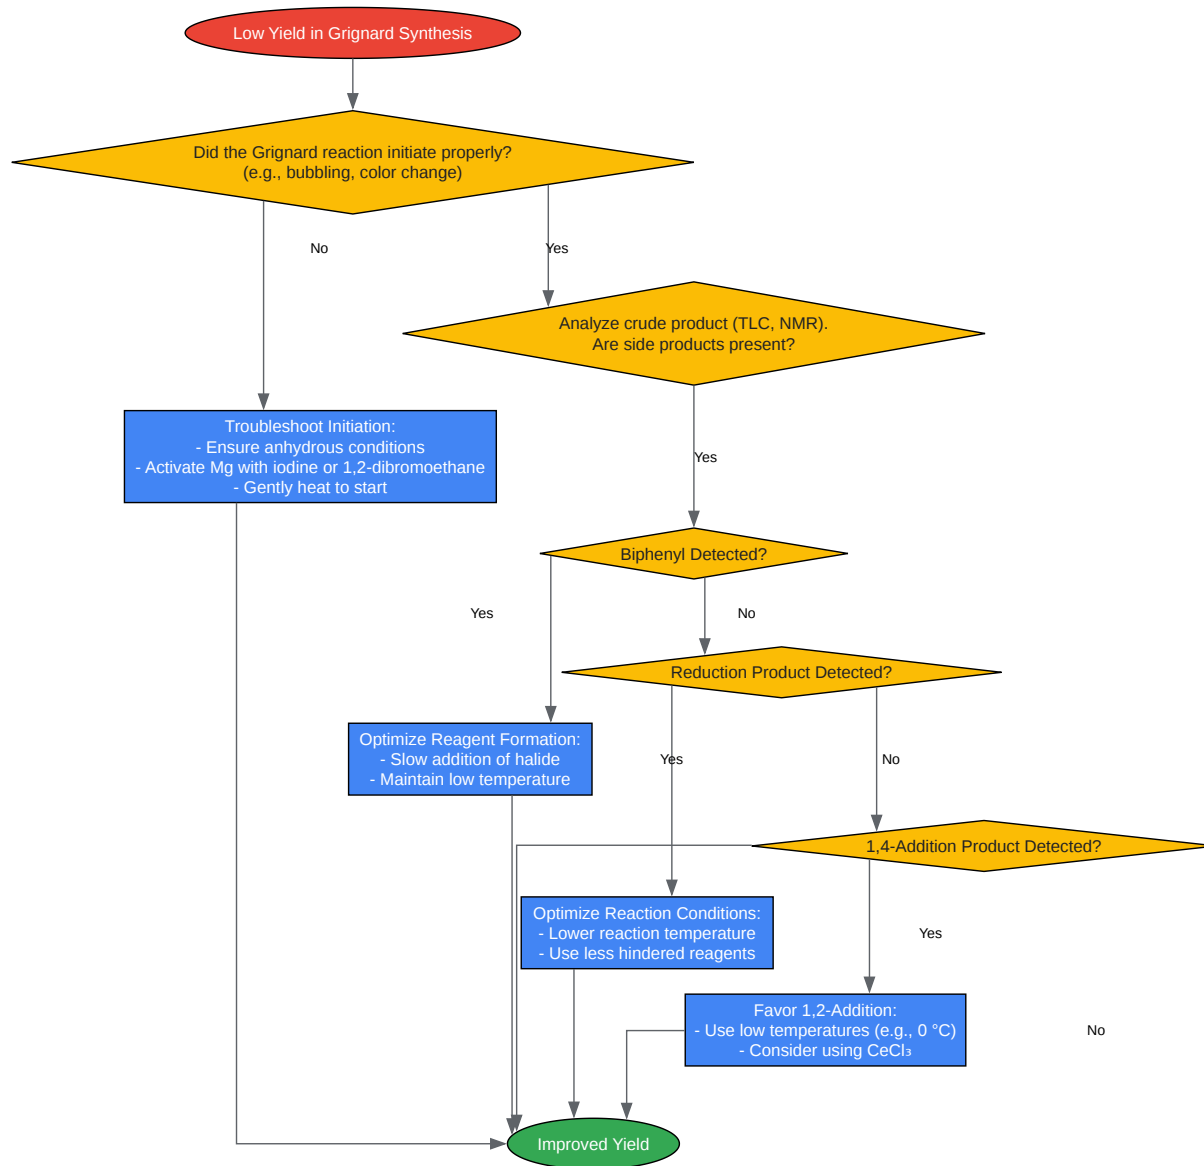 Low Yield in Grignard Synthesis
Did the Grignard reaction initiate properly?
(e.g., bubbling, color change)
No
Yes
Analyze crude product (TLC, NMR).
Are side products present?
Troubleshoot Initiation:
- Ensure anhydrous conditions
- Activate Mg with iodine or 1,2-dibromoethane
- Gently heat to start
Yes
Biphenyl Detected?
Yes
No
Reduction Product Detected?
Optimize Reagent Formation:
- Slow addition of halide
- Maintain low temperature
Yes
No
1,4-Addition Product Detected?
Optimize Reaction Conditions:
- Lower reaction temperature
- Use less hindered reagents
Yes
Favor 1,2-Addition:
- Use low temperatures (e.g., 0 °C)
- Consider using CeCl₃
No
Improved Yield